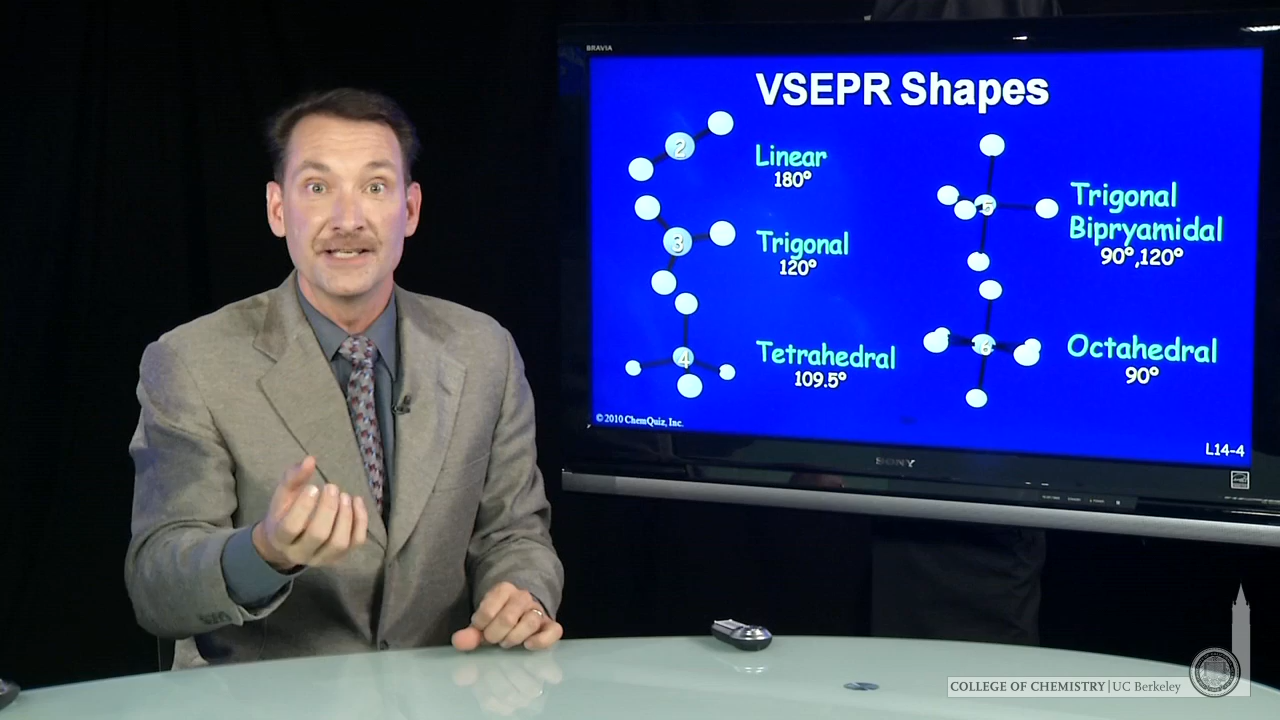 BRAVIA
VSEPR Shapes
2
Linear
180°
3
Trigonal
120°
4
Tetrahedral
109.5°
5
Trigonal
Bipryamidal
90°,120°
6
Octahedral
90°
© 2010 ChemQuiz, Inc.
L14-4
SONY
COLLEGE OF CHEMISTRY | UC Berkeley